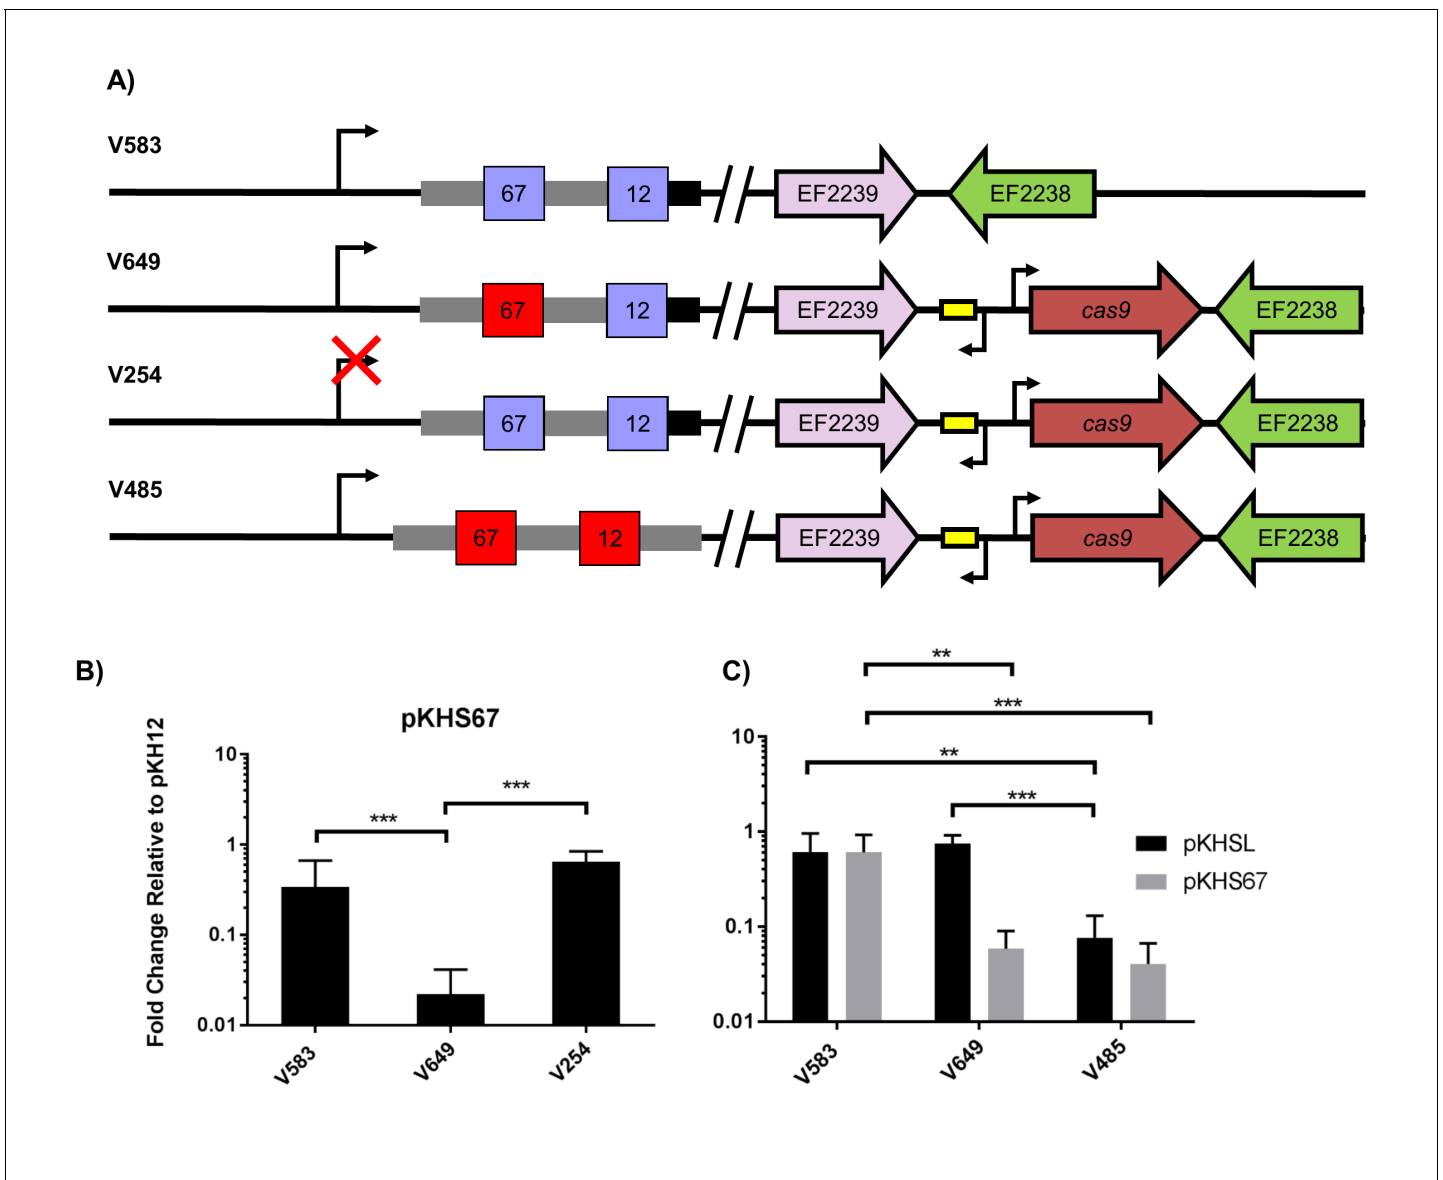 A)
V583
67 12 EF2239 EF2238
V649
67 12 EF2239 cas9 EF2238
V254
67 12 EF2239 cas9 EF2238
V485
67 12 EF2239 cas9 EF2238
B)
pKHS67
Fold Change Relative to pKH12
10
1
0.1
0.01
***
***
V583 V649 V254
C)
**
***
**
***
10
1
0.1
0.01
pKHSL
pKHS67
V583 V649 V485